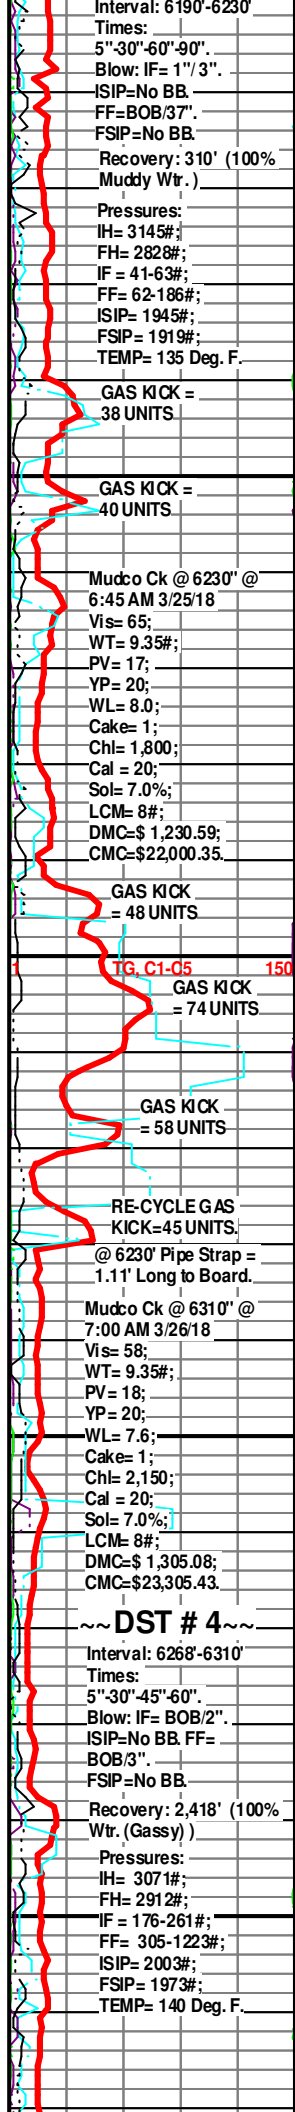 Interval: 6190'-6230'
Times:
5"-30"-60"-90".
Blow: IF= 1"/ 3".
ISIP=No BB.
FF=BOB/37".
FSIP=No BB.
Recovery: 310' (100%
Muddy Wtr. )
Pressures:
IH= 3145#;
FH= 2828#;
IF = 41-63#;
FF= 62-186#;
ISIP= 1945#;
FSIP= 1919#;
TEMP= 135 Deg. F.
GAS KICK =
38 UNITS
GAS KICK =
40 UNITS
Mudco Ck @ 6230" @
6:45 AM 3/25/18
Vis= 65;
WT= 9.35#;
PV= 17;
YP= 20;
WL= 8.0;
Cake= 1;
Chl= 1,800;
Cal = 20;
Sol= 7.0%;
LCM= 8#;
DMC=$ 1,230.59;
CMC=$22,000.35.
GAS KICK
= 48 UNITS
1 TG, C1-C5 150
GAS KICK
= 74 UNITS
GAS KICK
= 58 UNITS
RE-CYCLE GAS
KICK=45 UNITS.
@ 6230' Pipe Strap =
1.11' Long to Board.
Mudco Ck @ 6310" @
7:00 AM 3/26/18
Vis= 58;
WT= 9.35#;
PV= 18;
YP= 20;
WL= 7.6;
Cake= 1;
Chl= 2,150;
Cal = 20;
Sol= 7.0%;
LCM= 8#;
DMC=$ 1,305.08;
CMC=$23,305.43.
~~DST # 4~~
Interval: 6268'-6310'
Times:
5"-30"-45"-60".
Blow: IF= BOB/2".
ISIP=No BB. FF=
BOB/3".
FSIP=No BB.
Recovery: 2,418' (100%
Wtr. (Gassy) )
Pressures:
IH= 3071#;
FH= 2912#;
IF = 176-261#;
FF= 305-1223#;
ISIP= 2003#;
FSIP= 1973#;
TEMP= 140 Deg. F.